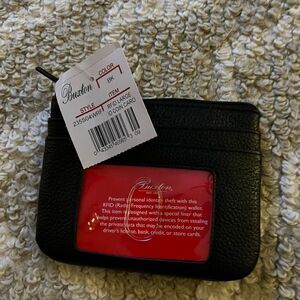 Buxton
COLOR
BK
STYLE
ITEM
RFID LARGE
ID COIN CARD
Buxton
Prevent personal identity theft with this
RFID (Radio Frequency Identification) wallet.
This item is designed with a special liner that
helps prevent unauthorized devices from stealing
the private data that may be encoded on your
driver's license, bank, credit, or store cards.